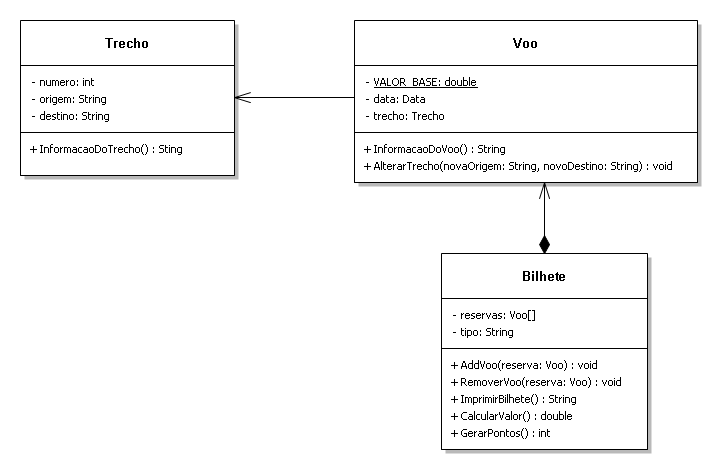 Trecho
- numero: int
- origem: String
- destino: String
+ InformacaoDoTrecho() : Sting
Voo
- VALOR_BASE: double
- data: Data
- trecho: Trecho
+ InformacaoDoVoo() : String
+ AlterarTrecho(novaOrigem: String, novoDestino: String) : void
Bilhete
- reservas: Voo[]
- tipo: String
+ AddVoo(reserva: Voo) : void
+ RemoverVoo(reserva: Voo) : void
+ ImprimirBilhete() : String
+ CalcularValor() : double
+ GerarPontos() : int